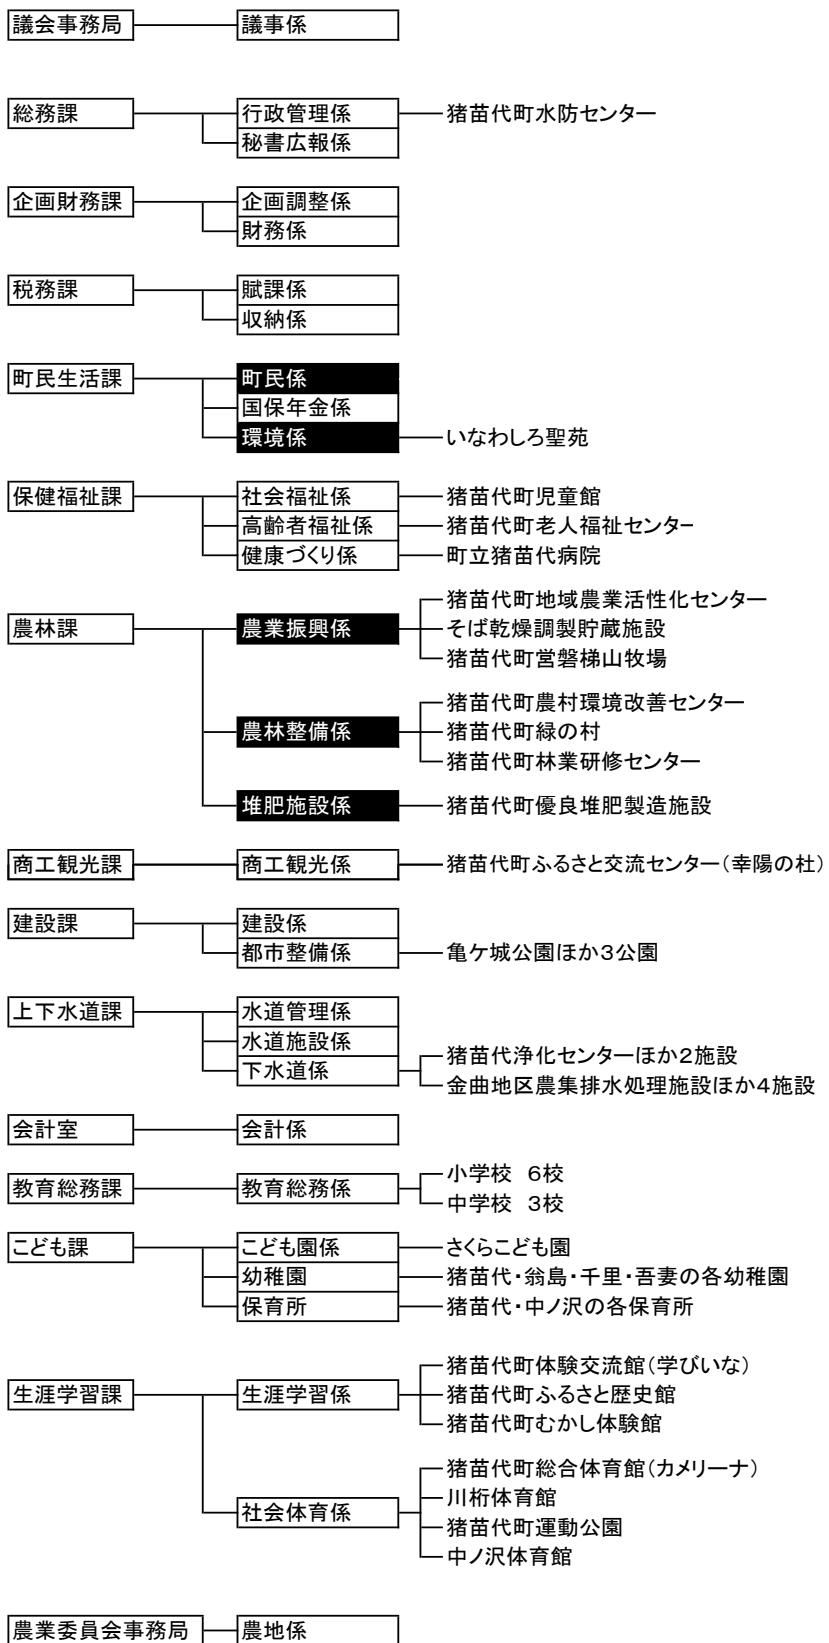 議会事務局 議事係
総務課 行政管理係 猪苗代町水防センター
秘書広報係
企画財務課 企画調整係
財務係
税務課 賦課係
収納係
町民生活課 町民係
国保年金係
環境係 いなわしろ聖苑
保健福祉課 社会福祉係 猪苗代町児童館
高齢者福祉係 猪苗代町老人福祉センター
健康づくり係 町立猪苗代病院
猪苗代町地域農業活性化センター
農林課 農業振興係 そば乾燥調製貯蔵施設
猪苗代町営磐梯山牧場
猪苗代町農村環境改善センター
農林整備係 猪苗代町緑の村
猪苗代町林業研修センター
堆肥施設係 猪苗代町優良堆肥製造施設
商工観光課 商工観光係 猪苗代町ふるさと交流センター(幸陽の杜)
建設課 建設係
都市整備係 亀ケ城公園ほか3公園
上下水道課 水道管理係
水道施設係
猪苗代浄化センターほか2施設
下水道係
金曲地区農集排水処理施設ほか4施設
会計室 会計係
小学校 6校
教育総務課 教育総務係
中学校 3校
こども課 こども園係 さくらこども園
幼稚園 猪苗代・翁島・千里・吾妻の各幼稚園
保育所 猪苗代・中ノ沢の各保育所
猪苗代町体験交流館(学びいな)
生涯学習課 生涯学習係 猪苗代町ふるさと歴史館
猪苗代町むかし体験館
猪苗代町総合体育館(カメリーナ)
川桁体育館
社会体育係
猪苗代町運動公園
中ノ沢体育館
農業委員会事務局 農地係